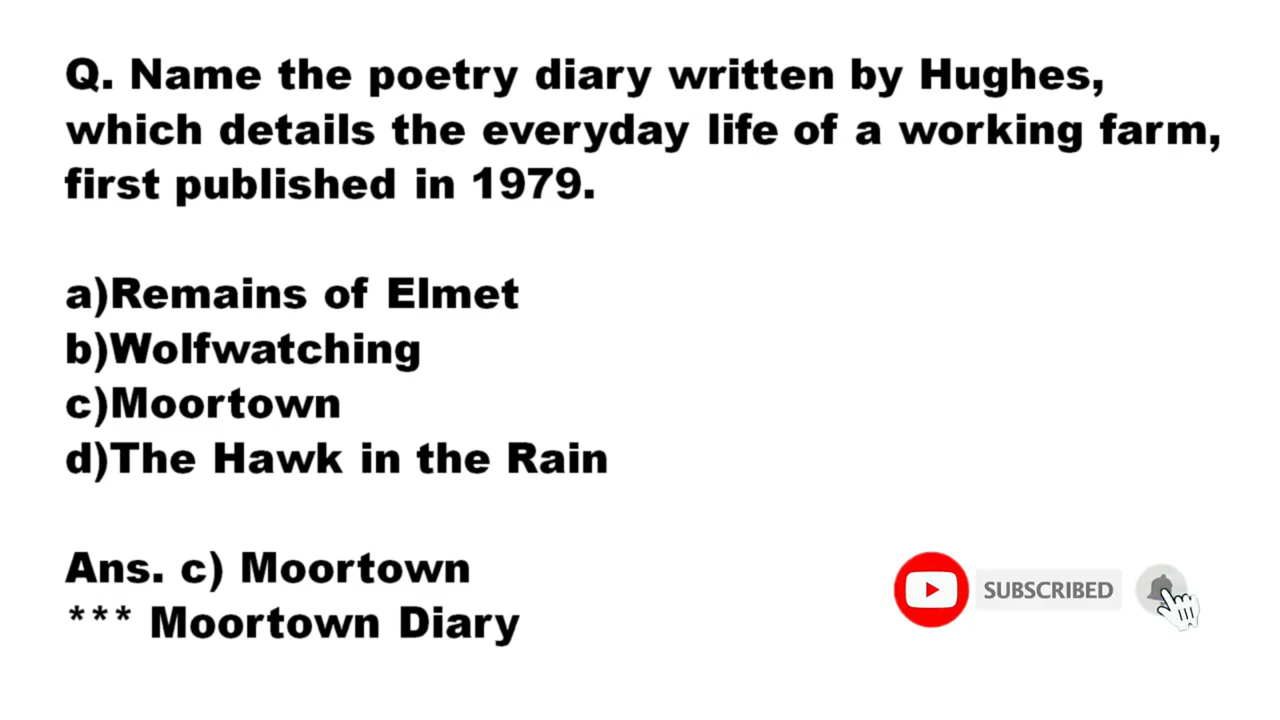 Q. Name the poetry diary written by Hughes,
which details the everyday life of a working farm,
first published in 1979.
a)Remains of Elmet
b)Wolfwatching
c)Moortown
d)The Hawk in the Rain
Ans. c) Moortown
*** Moortown Diary
SUBSCRIBED